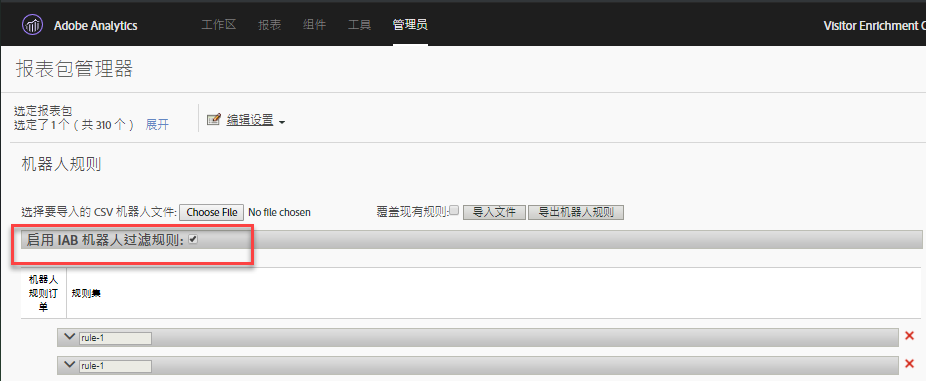 Adobe Analytics 工作区 报表 组件 工具 管理员 Visitor Enrichment
报表包管理器
选定报表包
选定了 1 个 ( 共 310 个 ) 展开 编辑设置
机器人规则
选择要导入的 CSV 机器人文件: Choose File No file chosen 覆盖现有规则: 导入文件 导出机器人规则
启用 IAB 机器人过滤规则:
机器人
规则订 规则集
单
rule-1
rule-1